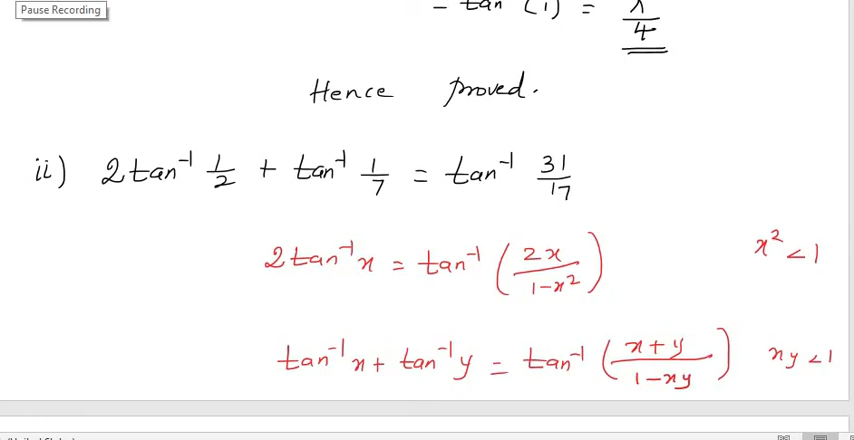 Pause Recording
= tan⁻¹(1) = π/4
Hence proved.
ii) 2tan⁻¹ 1/2 + tan⁻¹ 1/7 = tan⁻¹ 31/17
2tan⁻¹x = tan⁻¹(2x/1-x²) x² < 1
tan⁻¹x + tan⁻¹y = tan⁻¹(x+y/1-xy) xy < 1